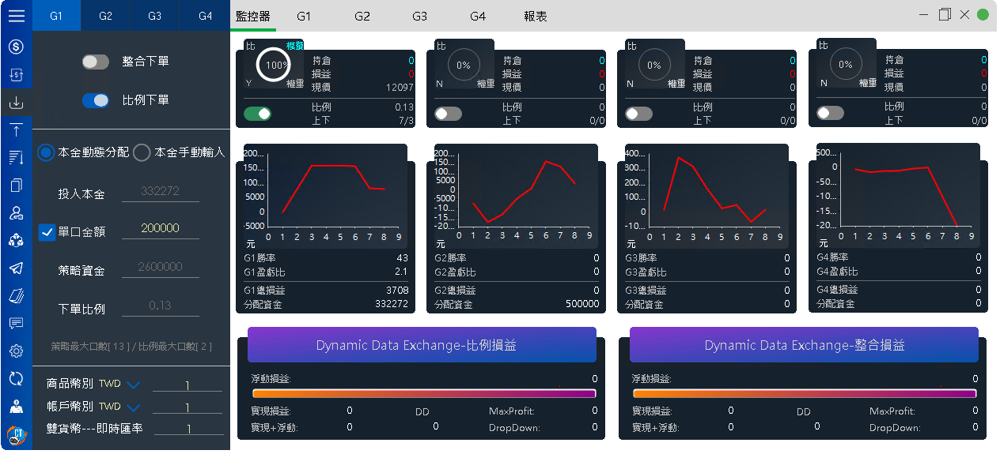 G1 G2 G3 G4
監控器 G1 G2 G3 G4 報表
整合下單
比例下單
本金動態分配 本金手動輸入
投入本金 332272
單口金額 200000
策略資金 2600000
下單比例 0.13
策略最大口數[ 13 ] / 比例最大口數[ 2 ]
商品幣別 TWD 1
帳戶幣別 TWD 1
雙貨幣---即時匯率 1
比 模擬
100%
Y 權重
持倉 0
損益 0
現價 12097
比例 0.13
上下 7/3
比
0%
N 權重
持倉 0
損益 0
現價 0
比例 0
上下 0/0
比
0%
N 權重
持倉 0
損益 0
現價 0
比例 0
上下 0/0
比
0%
N 權重
持倉 0
損益 0
現價 0
比例 0
上下 0/0
200...
150...
100...
5000
0
-5000
0 1 2 3 4 5 6 7 8 9
元
G1勝率 43
G1盈虧比 2.1
G1總損益 3708
分配資金 332272
200...
150...
100...
5000
0
-5000
-10...
-15...
-20...
0 1 2 3 4 5 6 7 8 9
元
G2勝率 0
G2盈虧比 0
G2總損益 0
分配資金 500000
400...
300...
200...
100...
0
-10...
0 1 2 3 4 5 6 7 8 9
元
G3勝率 0
G3盈虧比 0
G3總損益 0
分配資金 0
500...
0
-50...
-10...
-15...
-20...
0 1 2 3 4 5 6 7 8 9
元
G4勝率 0
G4盈虧比 0
G4總損益 0
分配資金 0
Dynamic Data Exchange-比例損益
浮動損益: 0
實現損益: 0 DD MaxProfit: 0
實現+浮動: 0 0 DropDown: 0
Dynamic Data Exchange-整合損益
浮動損益: 0
實現損益: 0 DD MaxProfit: 0
實現+浮動: 0 0 DropDown: 0